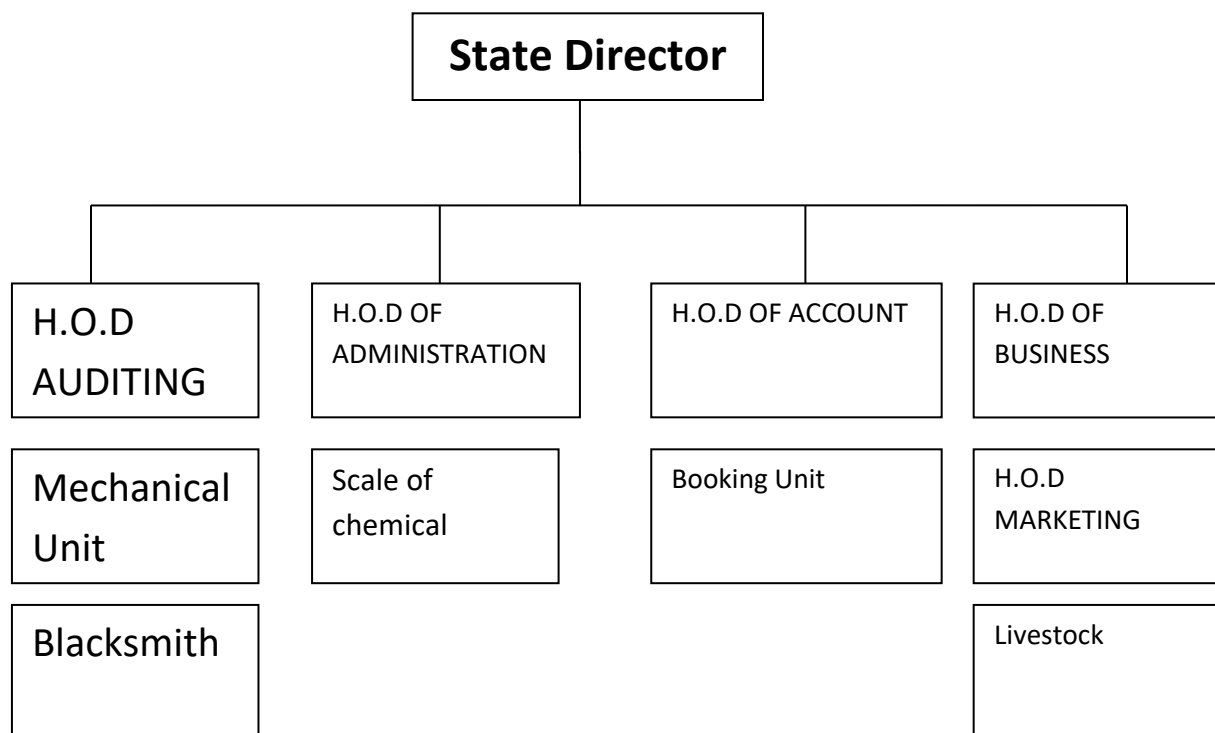 State Director
H.O.D
AUDITING
H.O.D OF
ADMINISTRATION
H.O.D OF ACCOUNT
H.O.D OF
BUSINESS
Mechanical
Unit
Scale of
chemical
Booking Unit
H.O.D
MARKETING
Blacksmith
Livestock